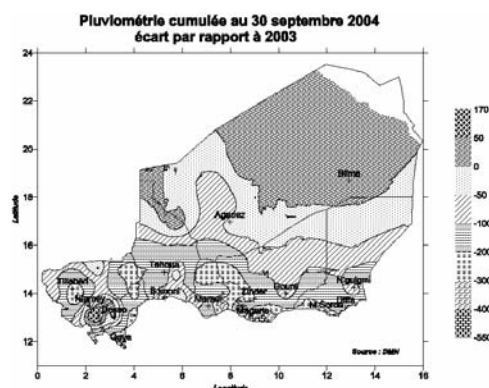 Pluviométrie cumulée au 30 septembre 2004
écart par rapport à 2003
24
22
20
18
16
14
12
Latitude
0 2 4 6 8 10 12 14 16
Longitude
Bilma
Agadez
Tahoua
Tillabéri
Niamey
Dosso
Gaya
Maradi
Zinder
Magaria
Gouré
N'guigmi
Diffa
Source : DMN
170
50
0
-50
-100
-200
-300
-400
-550